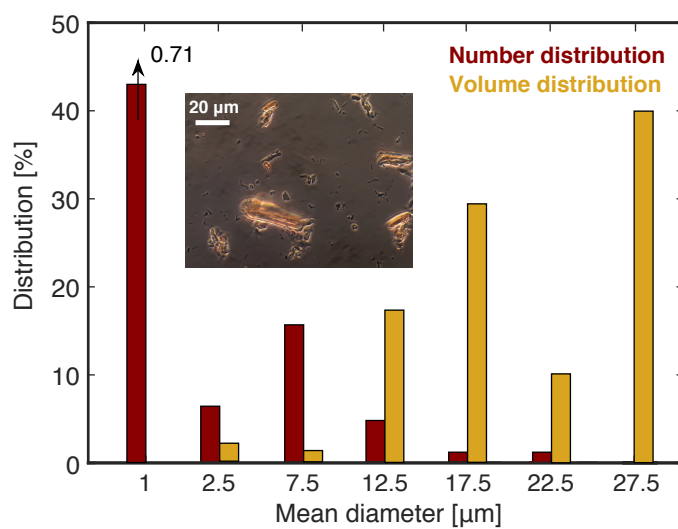 50
40
30
20
10
0
Distribution [%]
0.71
Number distribution
Volume distribution
20 µm
1 2.5 7.5 12.5 17.5 22.5 27.5
Mean diameter [µm]